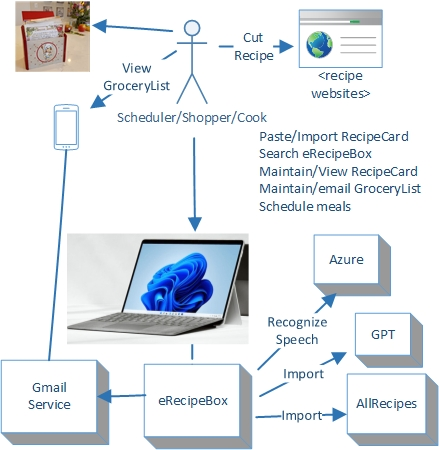 View
GroceryList
Cut
Recipe
<recipe
websites>
Scheduler/Shopper/Cook
Paste/Import RecipeCard
Search eRecipeBox
Maintain/View RecipeCard
Maintain/email GroceryList
Schedule meals
Azure
Recognize
Speech
GPT
Import
Gmail
Service
eRecipeBox
Import
AllRecipes